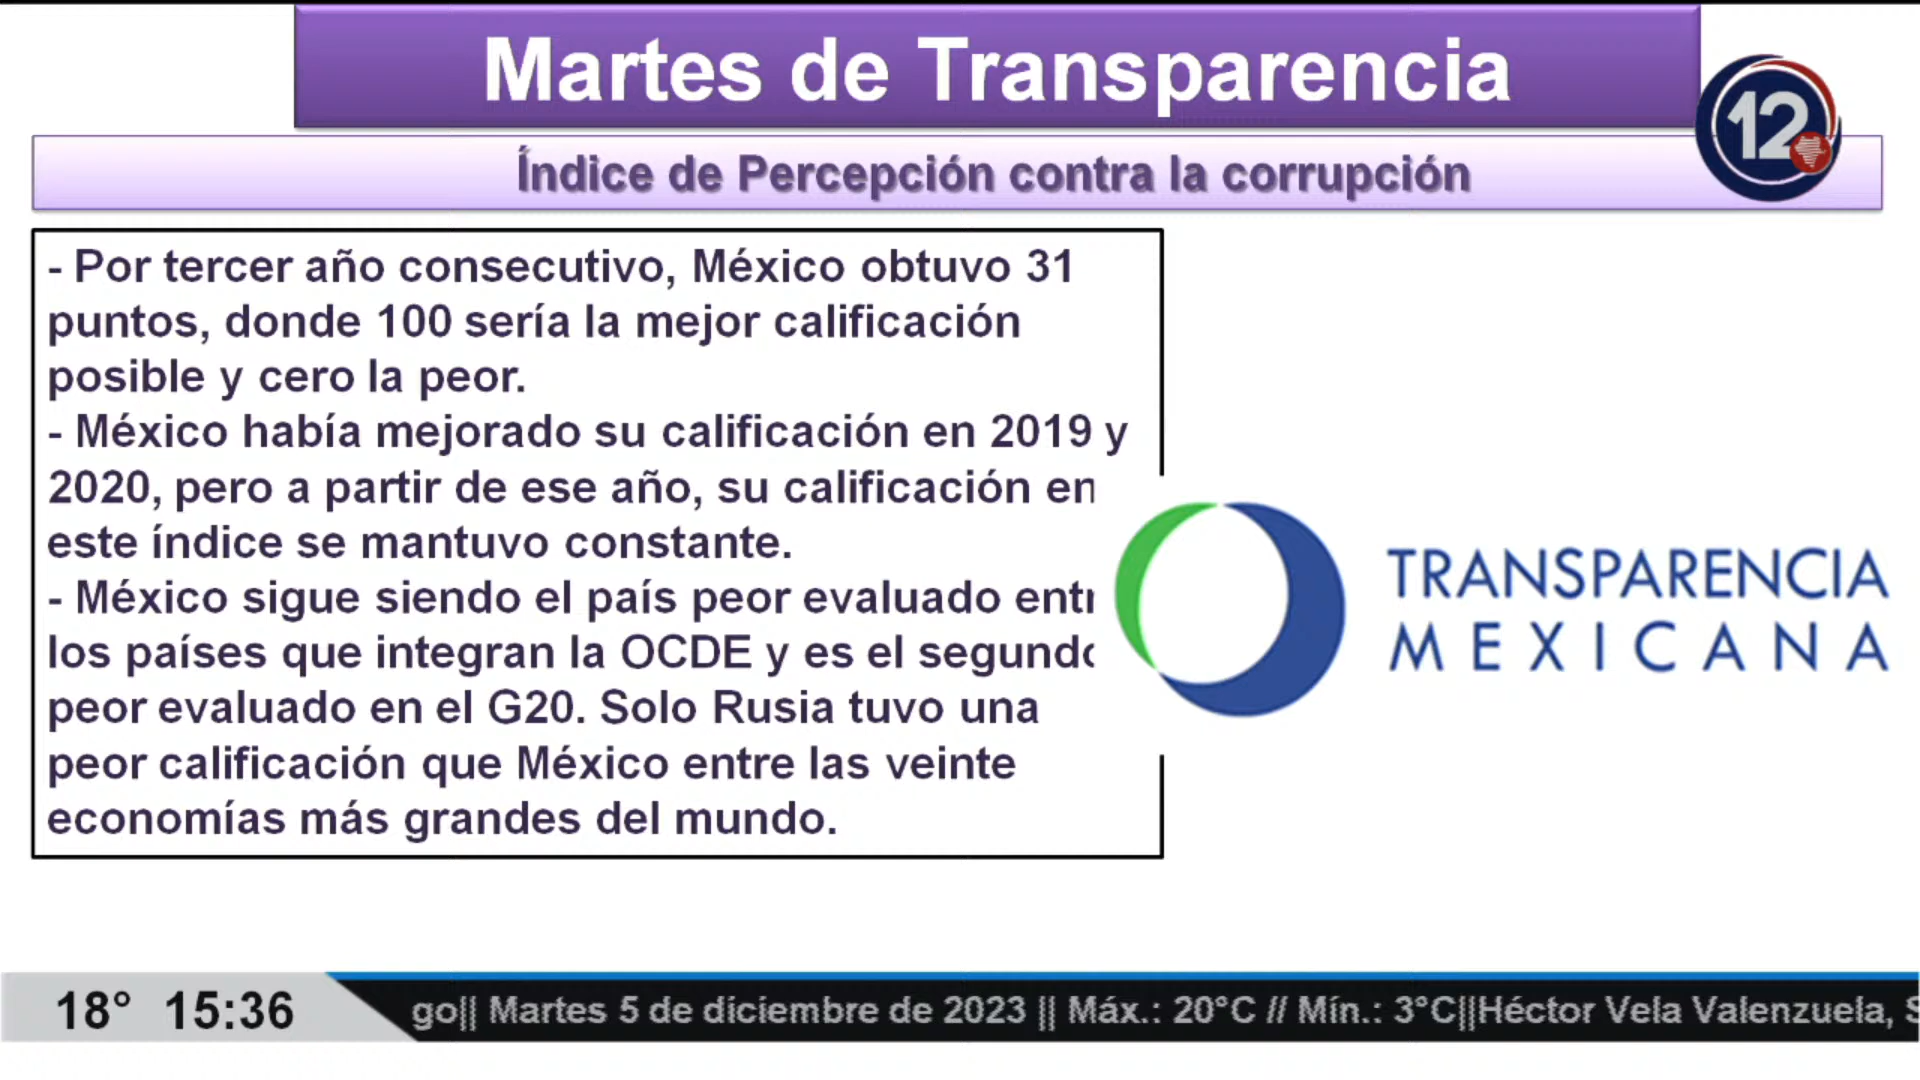 Martes de Transparencia
12
Índice de Percepción contra la corrupción
- Por tercer año consecutivo, México obtuvo 31
puntos, donde 100 sería la mejor calificación
posible y cero la peor.
- México había mejorado su calificación en 2019 y
2020, pero a partir de ese año, su calificación en
este índice se mantuvo constante.
- México sigue siendo el país peor evaluado entr
los países que integran la OCDE y es el segundo
peor evaluado en el G20. Solo Rusia tuvo una
peor calificación que México entre las veinte
economías más grandes del mundo.
TRANSPARENCIA
MEXICANA
18° 15:36
go|| Martes 5 de diciembre de 2023 || Máx.: 20°C // Mín.: 3°C||Héctor Vela Valenzuela, S